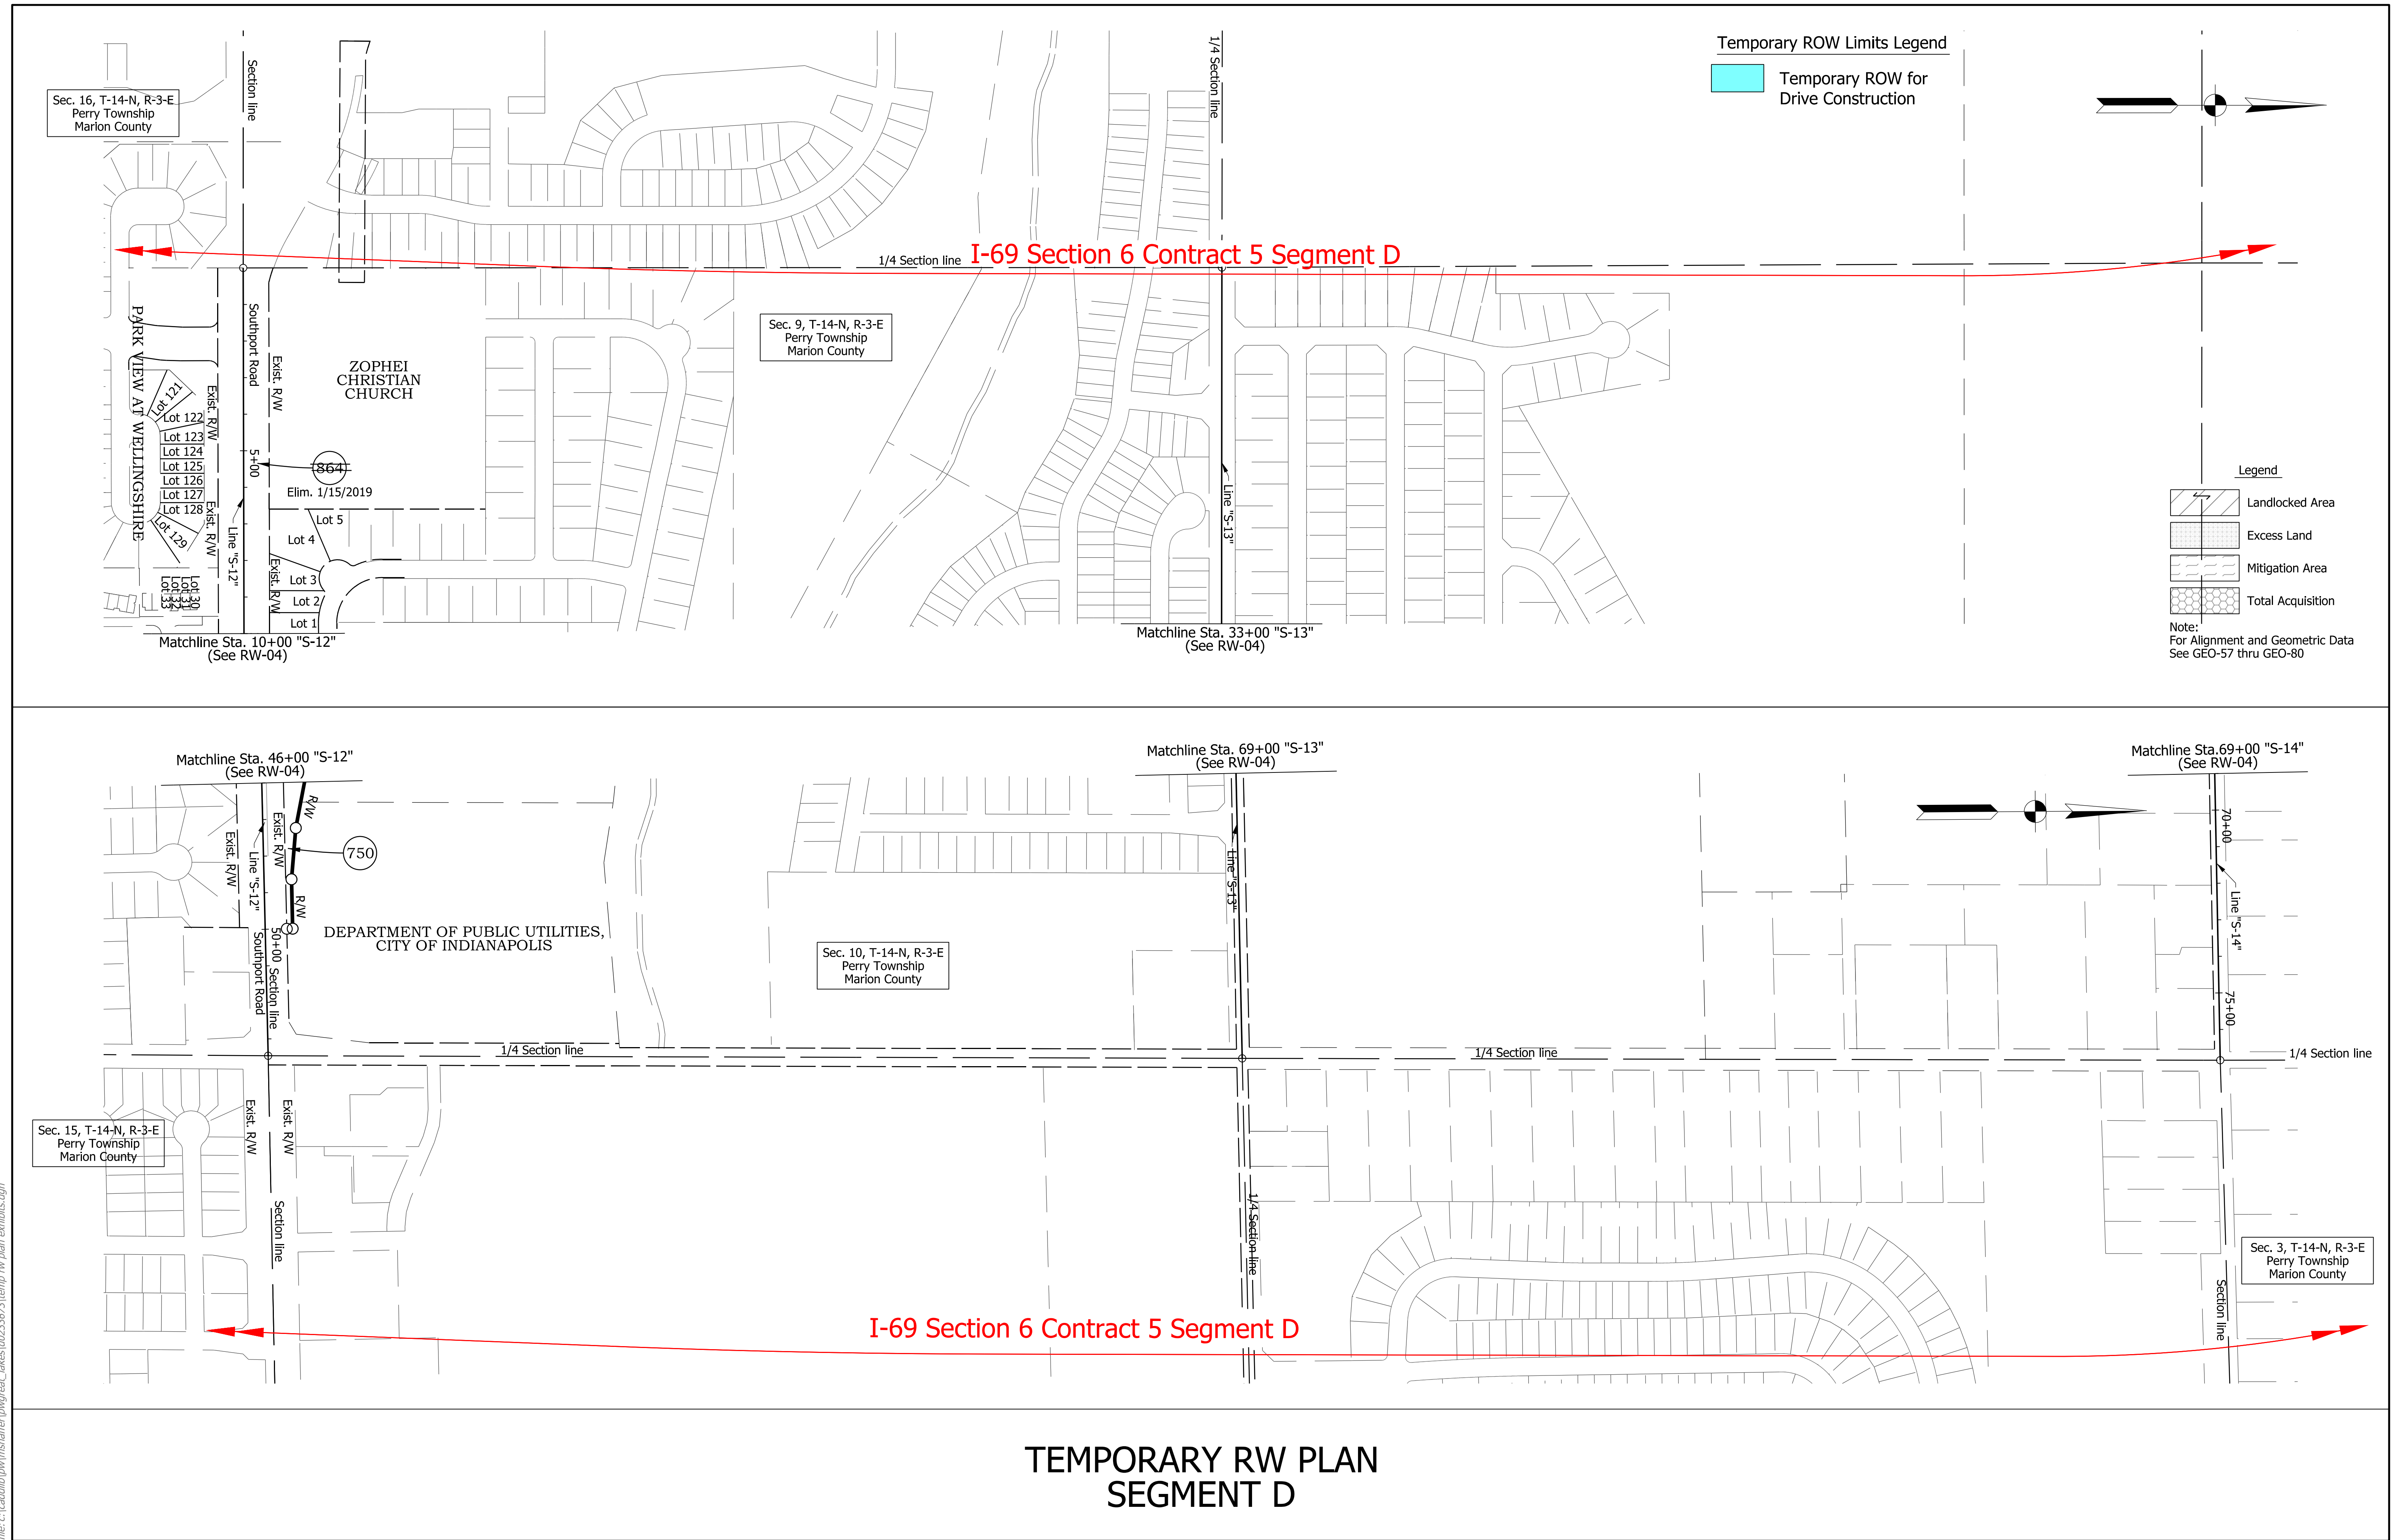 Temporary ROW Limits Legend
Temporary ROW for
Drive Construction
Section line
1/4 Section line
Sec. 16, T-14-N, R-3-E
Perry Township
Marion County
I-69 Section 6 Contract 5 Segment D
1/4 Section line
Sec. 9, T-14-N, R-3-E
Perry Township
Marion County
PARK VIEW AT WELLINGSHIRE
Southport Road
Exist. R/W
Exist. R/W
ZOPHEI
CHRISTIAN
CHURCH
Lot 121
Lot 122
Lot 123
Lot 124
Lot 125
Lot 126
Lot 127
Lot 128
Lot 129
5+00
864
Elim. 1/15/2019
Exist. R/W
Line "S-12"
Lot 5
Lot 4
Lot 3
Lot 2
Lot 1
Exist. R/W
Lot 30
Lot 31
Lot 32
Lot 33
Line "S-13"
Matchline Sta. 10+00 "S-12"
(See RW-04)
Matchline Sta. 33+00 "S-13"
(See RW-04)
Legend
Landlocked Area
Excess Land
Mitigation Area
Total Acquisition
Note:
For Alignment and Geometric Data
See GEO-57 thru GEO-80
Matchline Sta. 46+00 "S-12"
(See RW-04)
Matchline Sta. 69+00 "S-13"
(See RW-04)
Matchline Sta.69+00 "S-14"
(See RW-04)
R/W
Exist. R/W
Exist. R/W
Line "S-12"
750
R/W
50+00
Southport Road
Section line
DEPARTMENT OF PUBLIC UTILITIES,
CITY OF INDIANAPOLIS
Sec. 10, T-14-N, R-3-E
Perry Township
Marion County
Line "S-13"
70+00
Line "S-14"
75+00
1/4 Section line
1/4 Section line
1/4 Section line
Exist. R/W
Exist. R/W
Sec. 15, T-14-N, R-3-E
Perry Township
Marion County
Section line
1/4 Section line
Sec. 3, T-14-N, R-3-E
Perry Township
Marion County
Section line
I-69 Section 6 Contract 5 Segment D
TEMPORARY RW PLAN
SEGMENT D